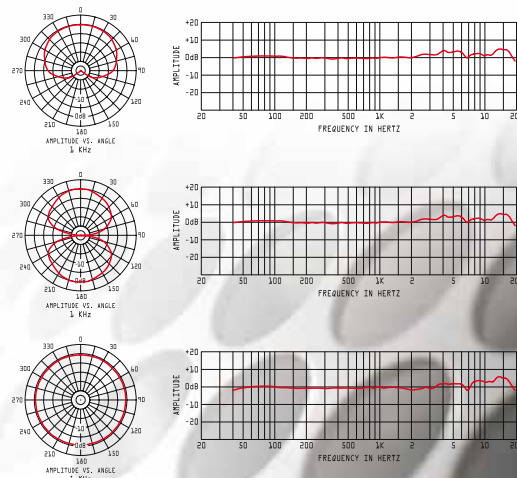 0
330 30
300
270 90
240
210 150
180
-10
0dB
AMPLITUDE VS. ANGLE
1 KHz
+20
+10
0dB
-10
-20
AMPLITUDE
20 50 100 200 500 1K 2 5 10 20
FREQUENCY IN HERTZ
0
330 30
300
270 90
240 120
210 150
180
-10
0dB
AMPLITUDE VS. ANGLE
1 KHz
+20
+10
0dB
-10
-20
AMPLITUDE
20 50 100 200 500 1K 2 5 10 20
FREQUENCY IN HERTZ
0
330 30
300 60
270 90
240 120
210 150
180
-10
0dB
AMPLITUDE VS. ANGLE
1 KHz
+20
+10
0dB
-10
-20
AMPLITUDE
20 50 100 200 500 1K 2 5 10 20
FREQUENCY IN HERTZ